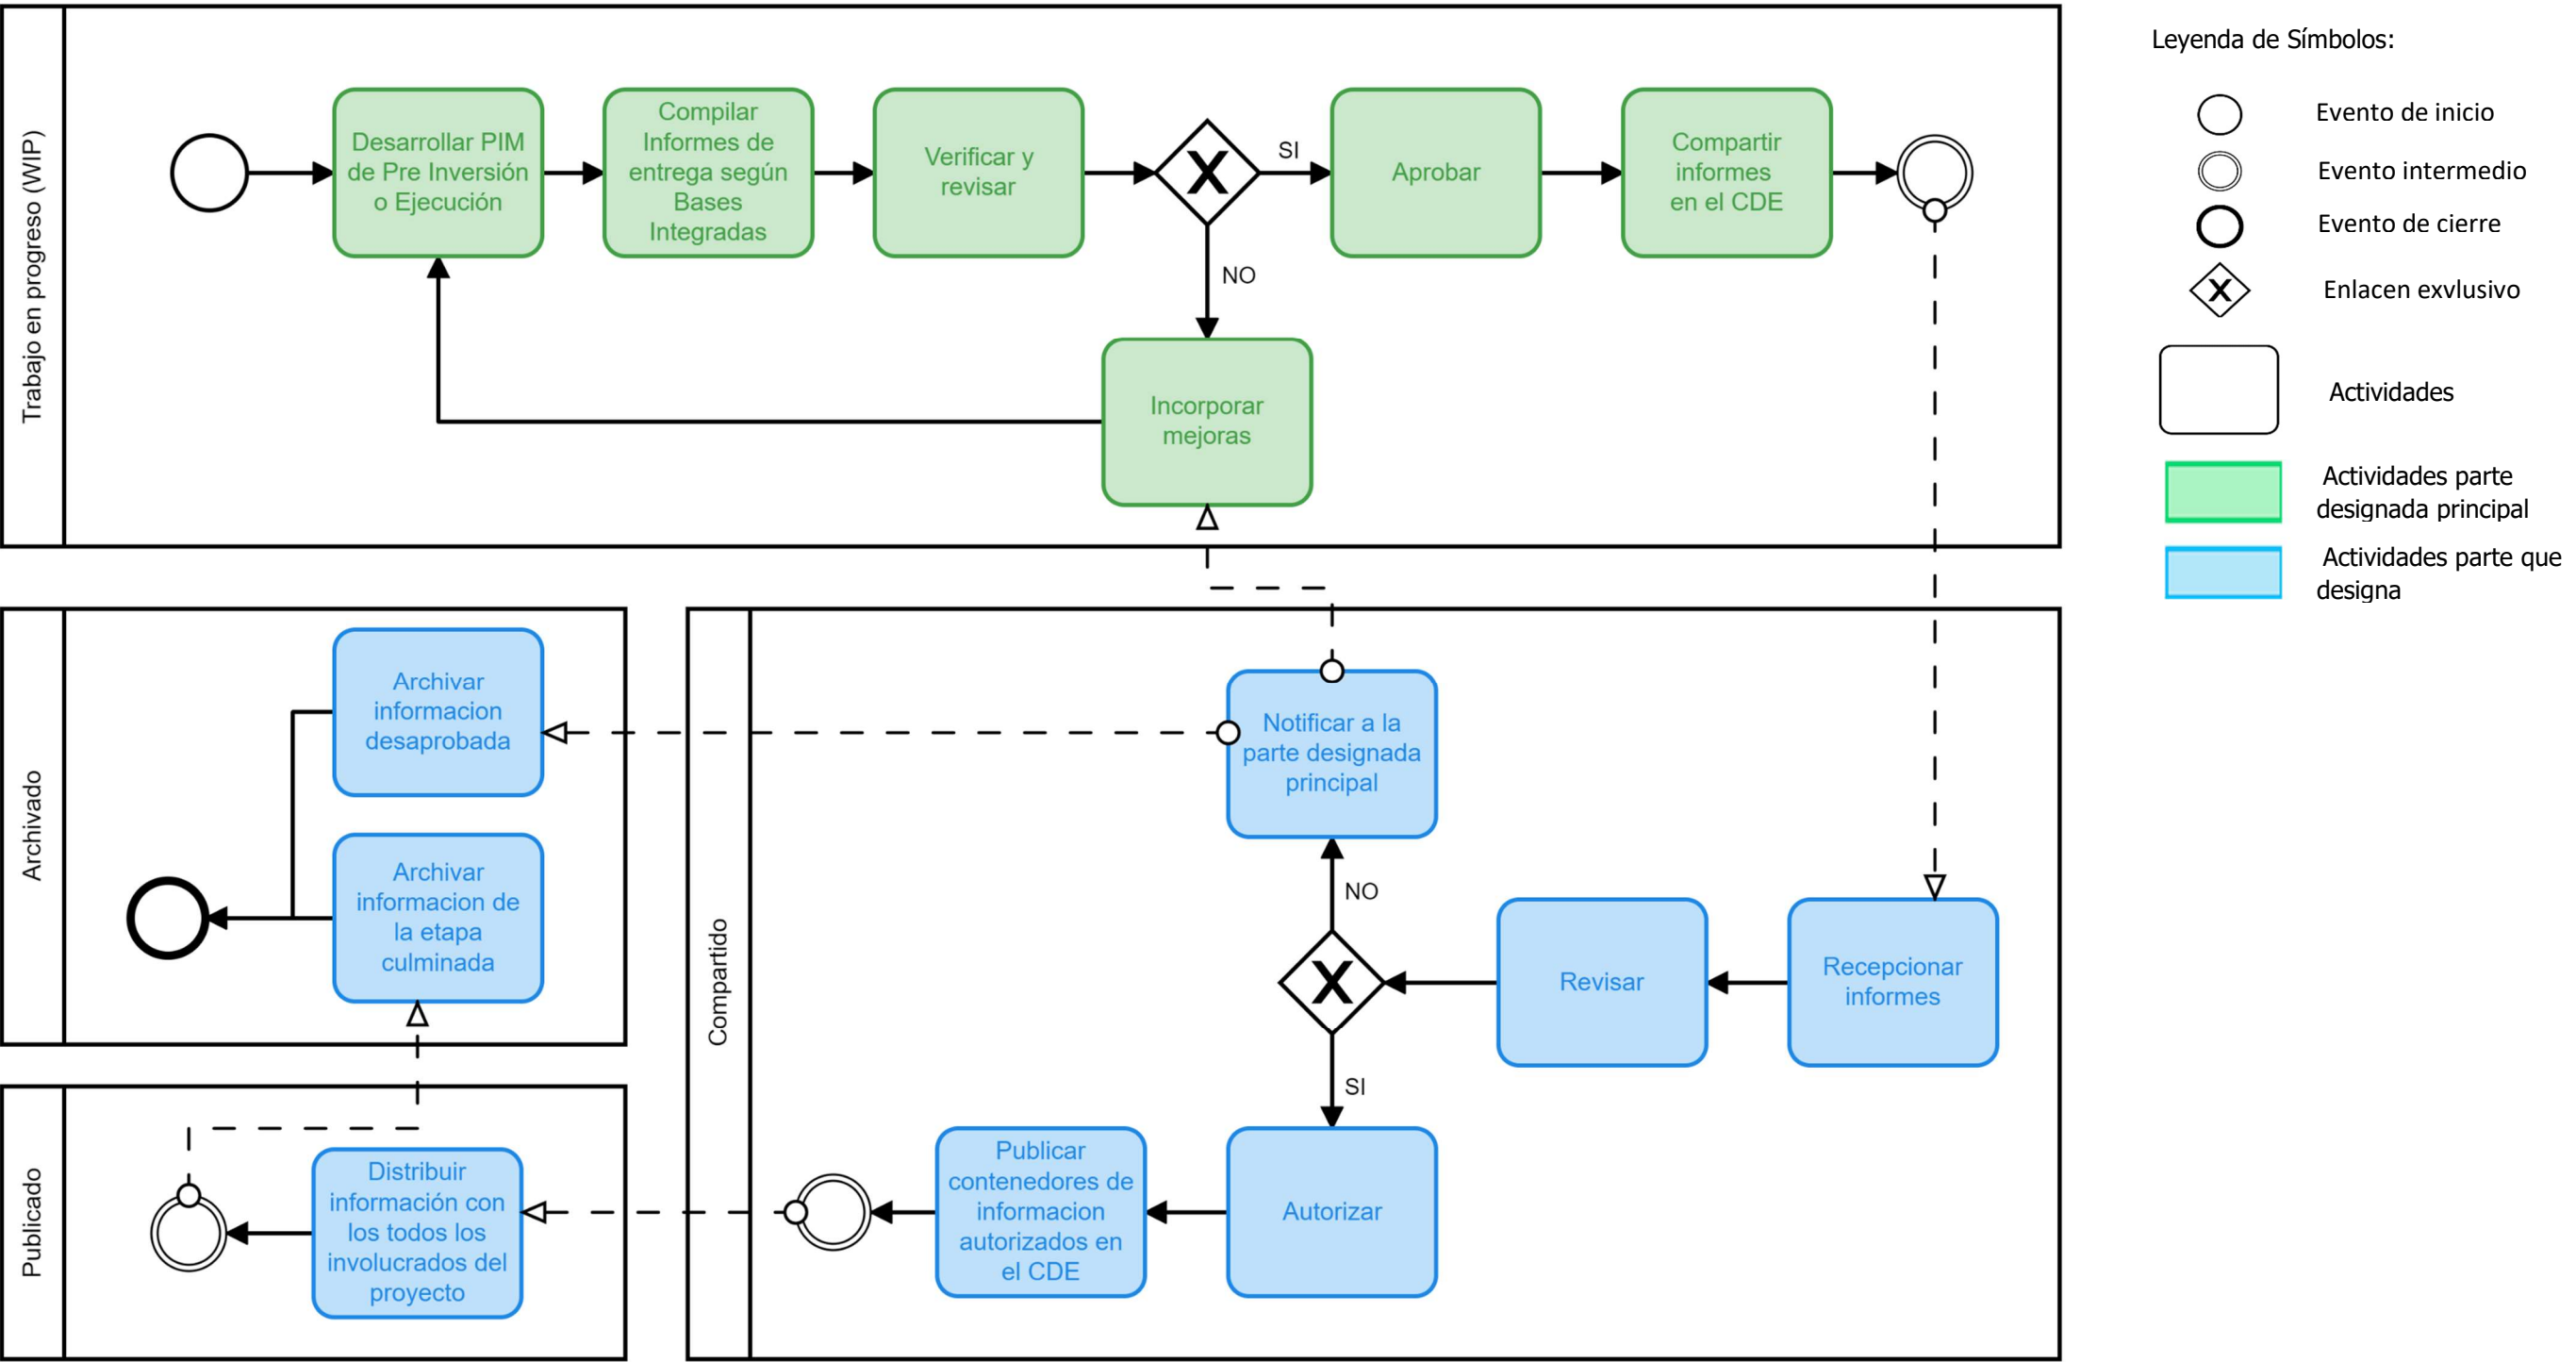 Trabajo en progreso (WIP)
Desarrollar PIM
de Pre Inversión
o Ejecución
Compilar
Informes de
entrega según
Bases
Integradas
Verificar y
revisar
X
SI
NO
Aprobar
Compartir
informes
en el CDE
Incorporar
mejoras
Leyenda de Símbolos:
Evento de inicio
Evento intermedio
Evento de cierre
X
Enlacen exvlusivo
Actividades
Actividades parte
designada principal
Actividades parte que
designa
Archivado
Archivar
informacion
desaprobada
Archivar
informacion de
la etapa
culminada
Compartido
Notificar a la
parte designada
principal
NO
X
SI
Revisar
Recepcionar
informes
Autorizar
Publicar
contenedores de
informacion
autorizados en
el CDE
Publicado
Distribuir
información con
los todos los
involucrados del
proyecto